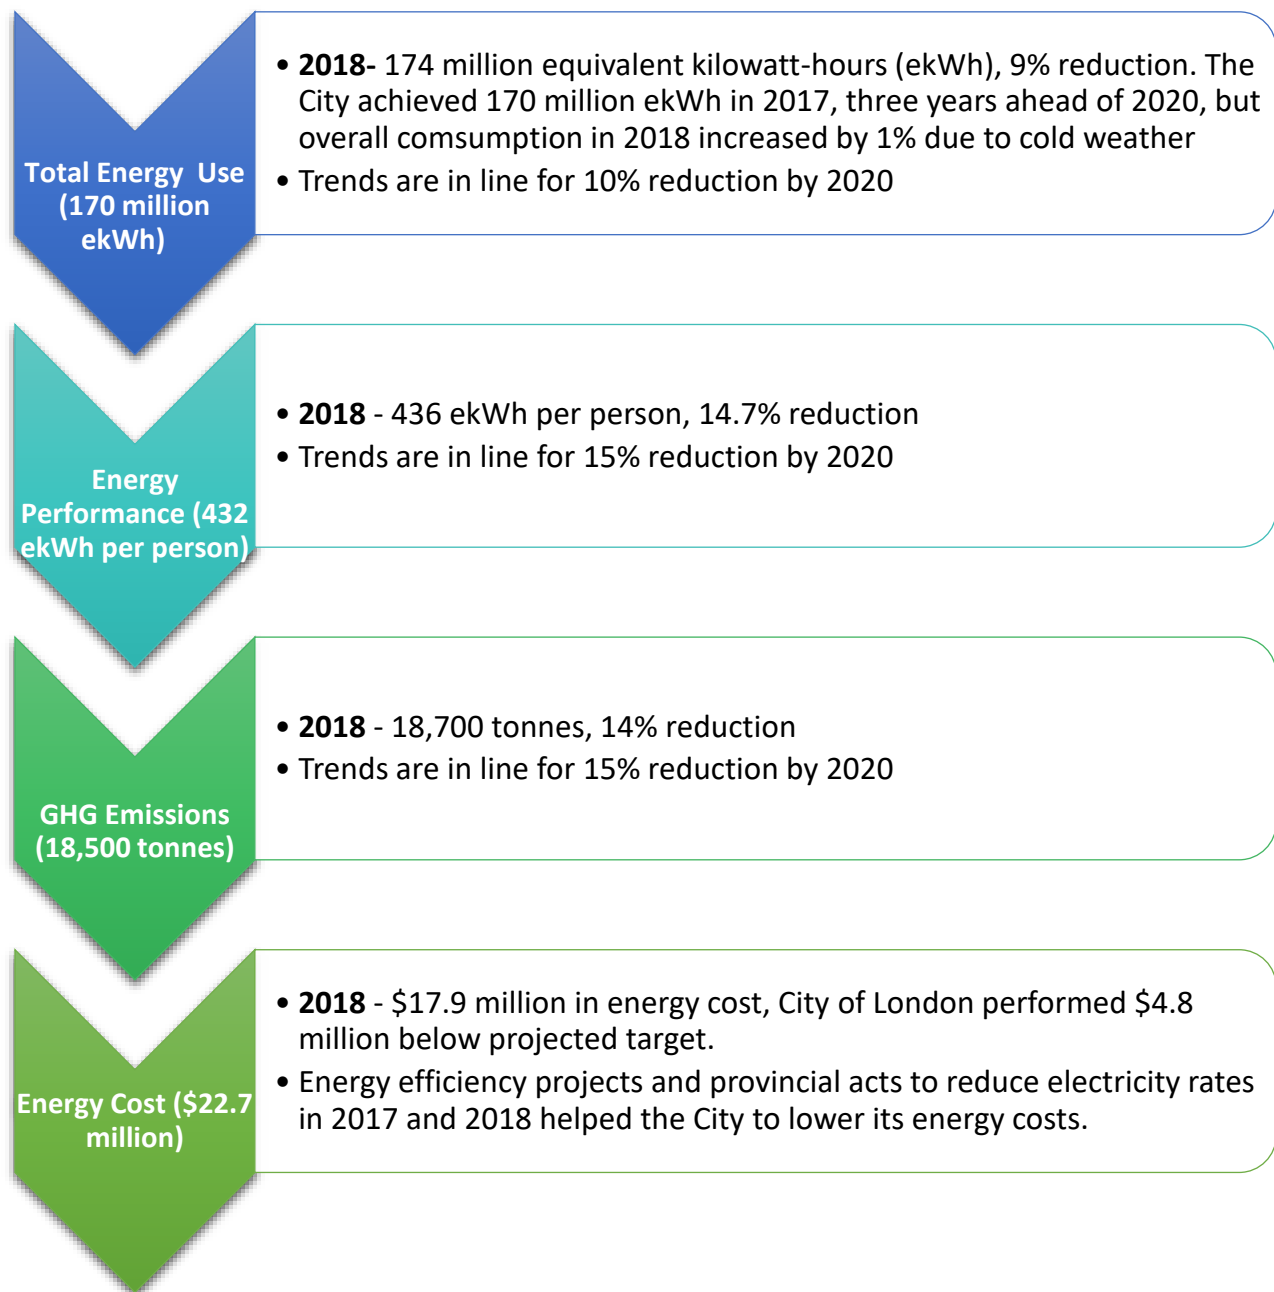 Total Energy Use
(170 million
ekWh)
• 2018- 174 million equivalent kilowatt-hours (ekWh), 9% reduction. The
City achieved 170 million ekWh in 2017, three years ahead of 2020, but
overall comsumption in 2018 increased by 1% due to cold weather
• Trends are in line for 10% reduction by 2020
Energy
Performance (432
ekWh per person)
• 2018 - 436 ekWh per person, 14.7% reduction
• Trends are in line for 15% reduction by 2020
GHG Emissions
(18,500 tonnes)
• 2018 - 18,700 tonnes, 14% reduction
• Trends are in line for 15% reduction by 2020
Energy Cost ($22.7
million)
• 2018 - $17.9 million in energy cost, City of London performed $4.8
million below projected target.
• Energy efficiency projects and provincial acts to reduce electricity rates
in 2017 and 2018 helped the City to lower its energy costs.